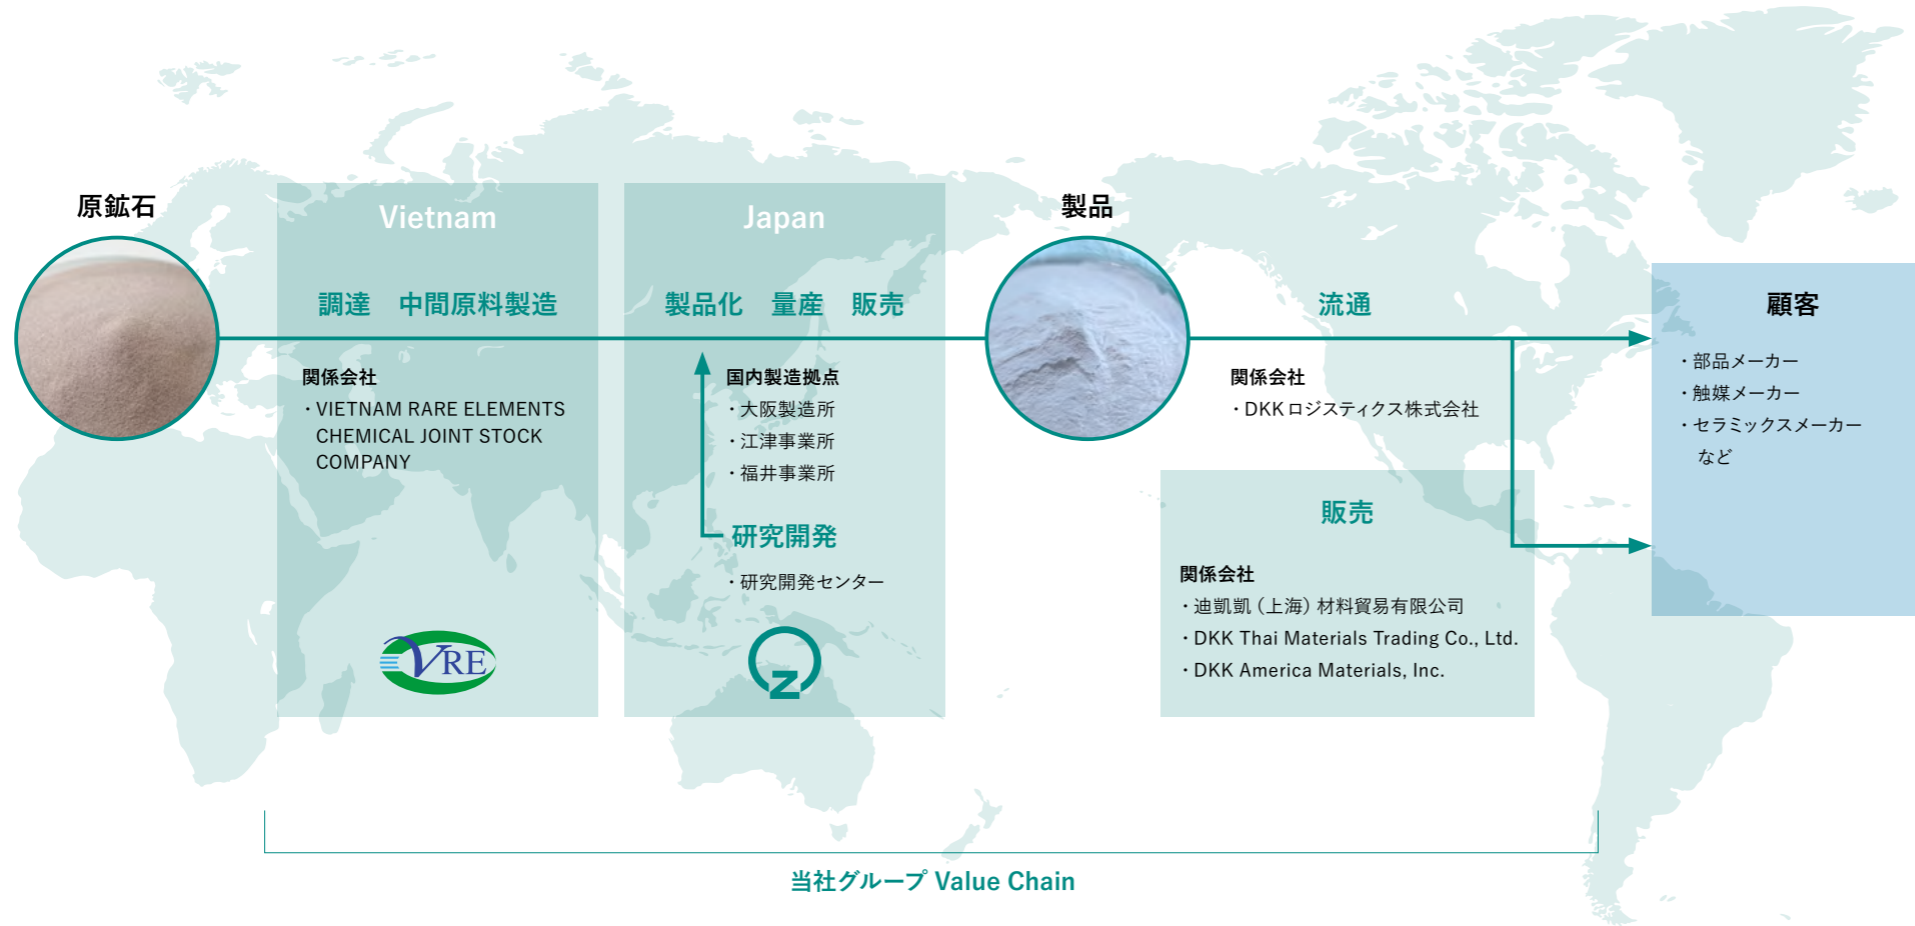 原鉱石
Vietnam
調達 中間原料製造
関係会社
・VIETNAM RARE ELEMENTS
CHEMICAL JOINT STOCK
COMPANY
VRE
Japan
製品化 量産 販売
国内製造拠点
・大阪製造所
・江津事業所
・福井事業所
研究開発
・研究開発センター
Z
製品
流通
関係会社
・DKKロジスティクス株式会社
販売
関係会社
・迪凱凱（上海）材料貿易有限公司
・DKK Thai Materials Trading Co., Ltd.
・DKK America Materials, Inc.
顧客
・部品メーカー
・触媒メーカー
・セラミックスメーカー
など
当社グループ Value Chain